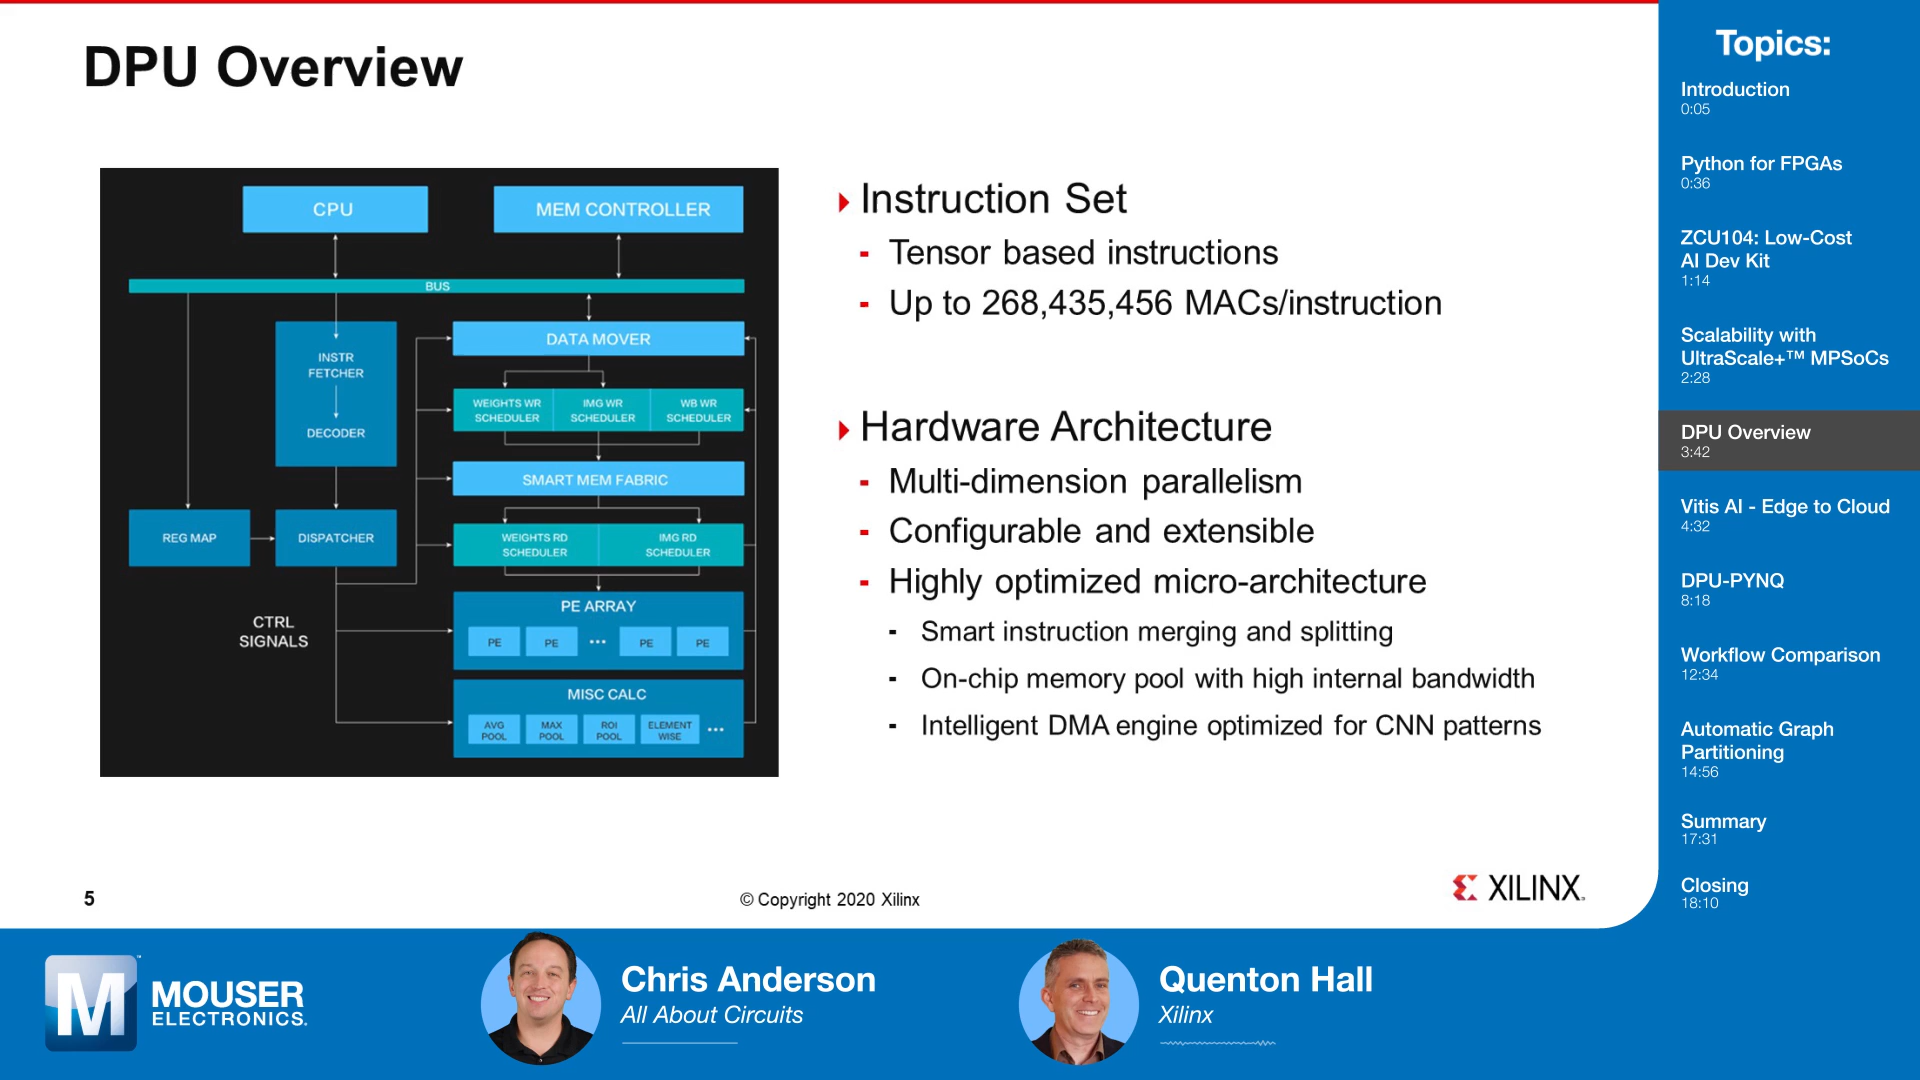 DPU Overview
CPU
MEM CONTROLLER
BUS
INSTR
FETCHER
DECODER
DATA MOVER
WEIGHTS WR
SCHEDULER
IMG WR
SCHEDULER
WB WR
SCHEDULER
SMART MEM FABRIC
REG MAP
DISPATCHER
WEIGHTS RD
SCHEDULER
IMG RD
SCHEDULER
CTRL
SIGNALS
PE ARRAY
PE
PE
...
PE
PE
MISC CALC
AVG
POOL
MAX
POOL
ROI
POOL
ELEMENT
WISE
...
Instruction Set
- Tensor based instructions
- Up to 268,435,456 MACs/instruction
Hardware Architecture
- Multi-dimension parallelism
- Configurable and extensible
- Highly optimized micro-architecture
- Smart instruction merging and splitting
- On-chip memory pool with high internal bandwidth
- Intelligent DMA engine optimized for CNN patterns
5
© Copyright 2020 Xilinx
XILINX.
Topics:
Introduction
0:05
Python for FPGAs
0:36
ZCU104: Low-Cost
AI Dev Kit
1:14
Scalability with
UltraScale+™ MPSoCs
2:28
DPU Overview
3:42
Vitis AI - Edge to Cloud
4:32
DPU-PYNQ
8:18
Workflow Comparison
12:34
Automatic Graph
Partitioning
14:56
Summary
17:31
Closing
18:10
M
MOUSER
ELECTRONICS.
Chris Anderson
All About Circuits
Quenton Hall
Xilinx